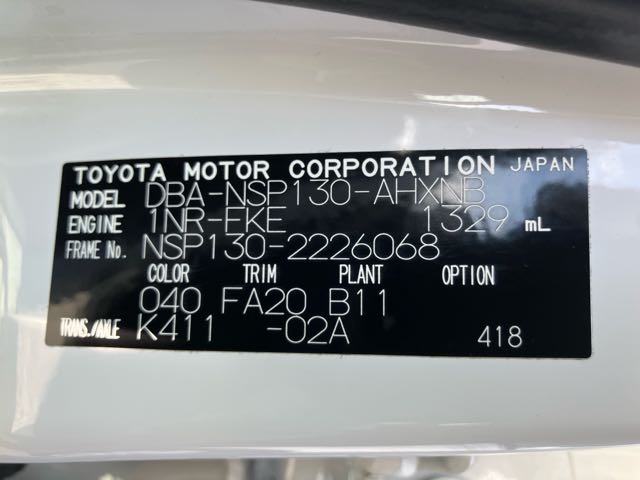 TOYOTA MOTOR CORPORATION JAPAN
MODEL DBA-NSP130-AHXNB
ENGINE 1NR-FKE 1329 mL
FRAME No. NSP130-2226068
COLOR TRIM PLANT OPTION
040 FA20 B11
TRANS./AXLE K411 -02A 418